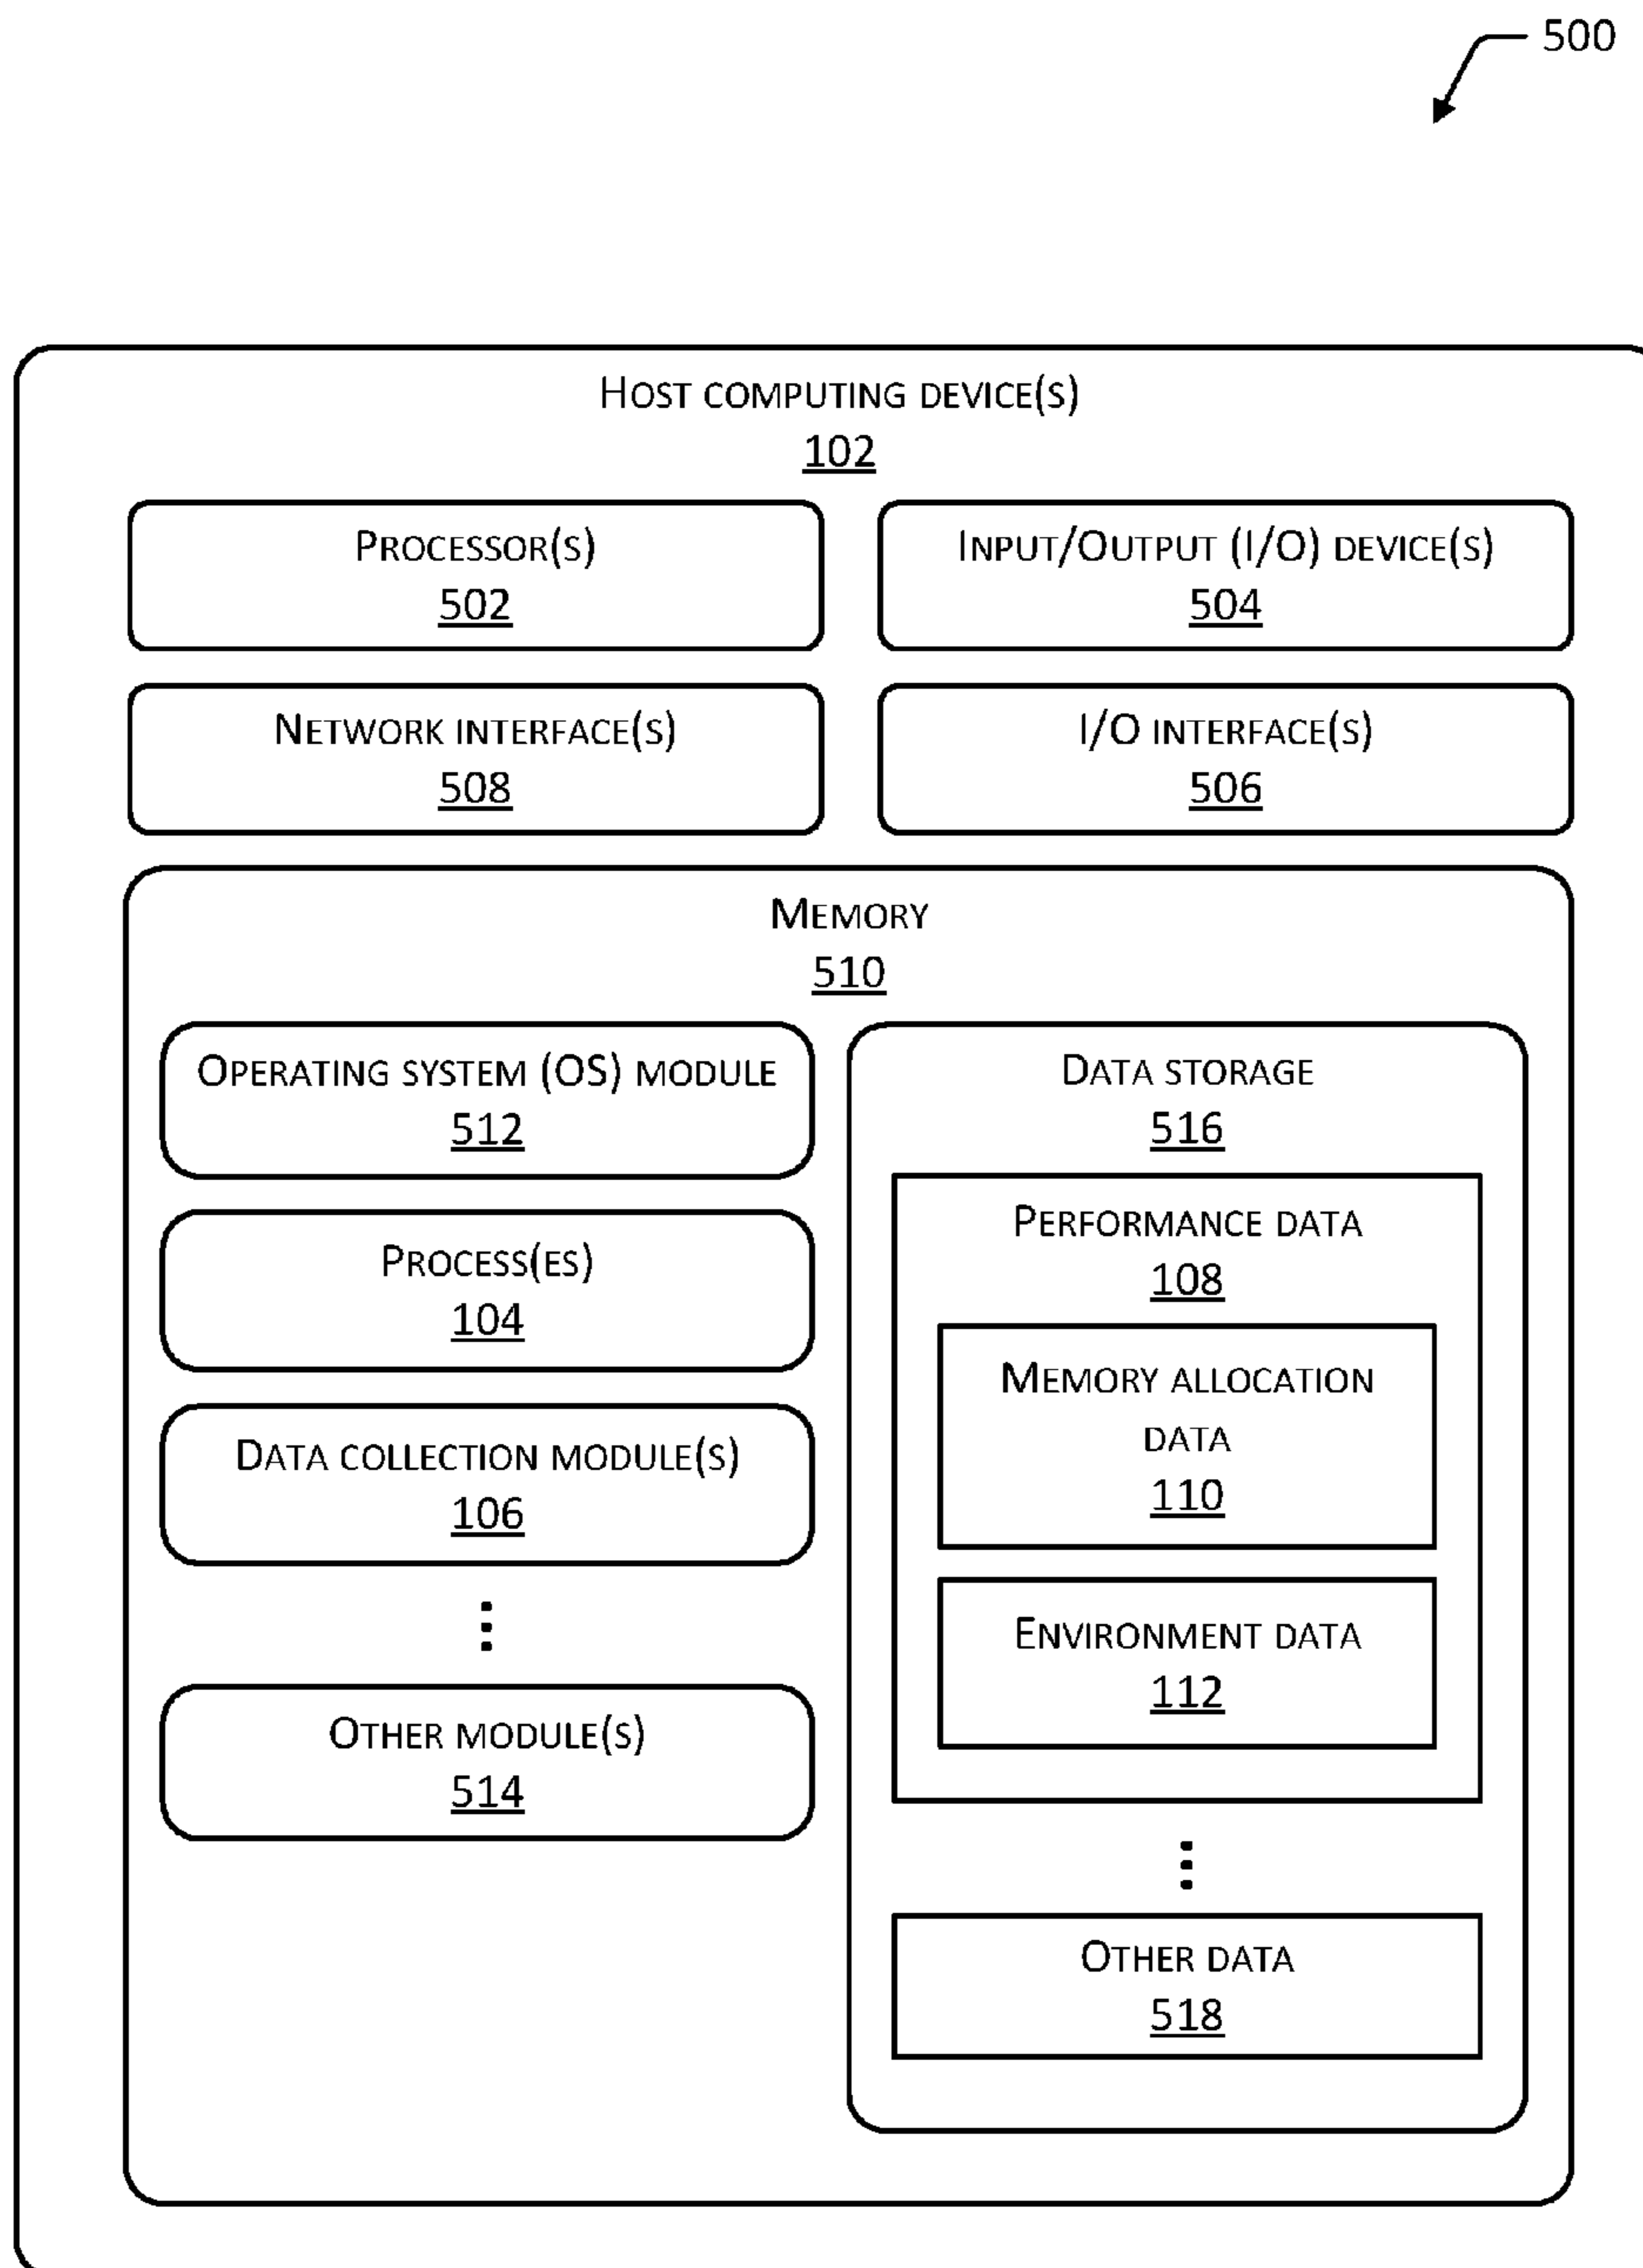 500
HOST COMPUTING DEVICE(S)
102
PROCESSOR(S)
502
INPUT/OUTPUT (I/O) DEVICE(S)
504
NETWORK INTERFACE(S)
508
I/O INTERFACE(S)
506
MEMORY
510
OPERATING SYSTEM (OS) MODULE
512
PROCESS(ES)
104
DATA COLLECTION MODULE(S)
106
OTHER MODULE(S)
514
DATA STORAGE
516
PERFORMANCE DATA
108
MEMORY ALLOCATION
DATA
110
ENVIRONMENT DATA
112
OTHER DATA
518